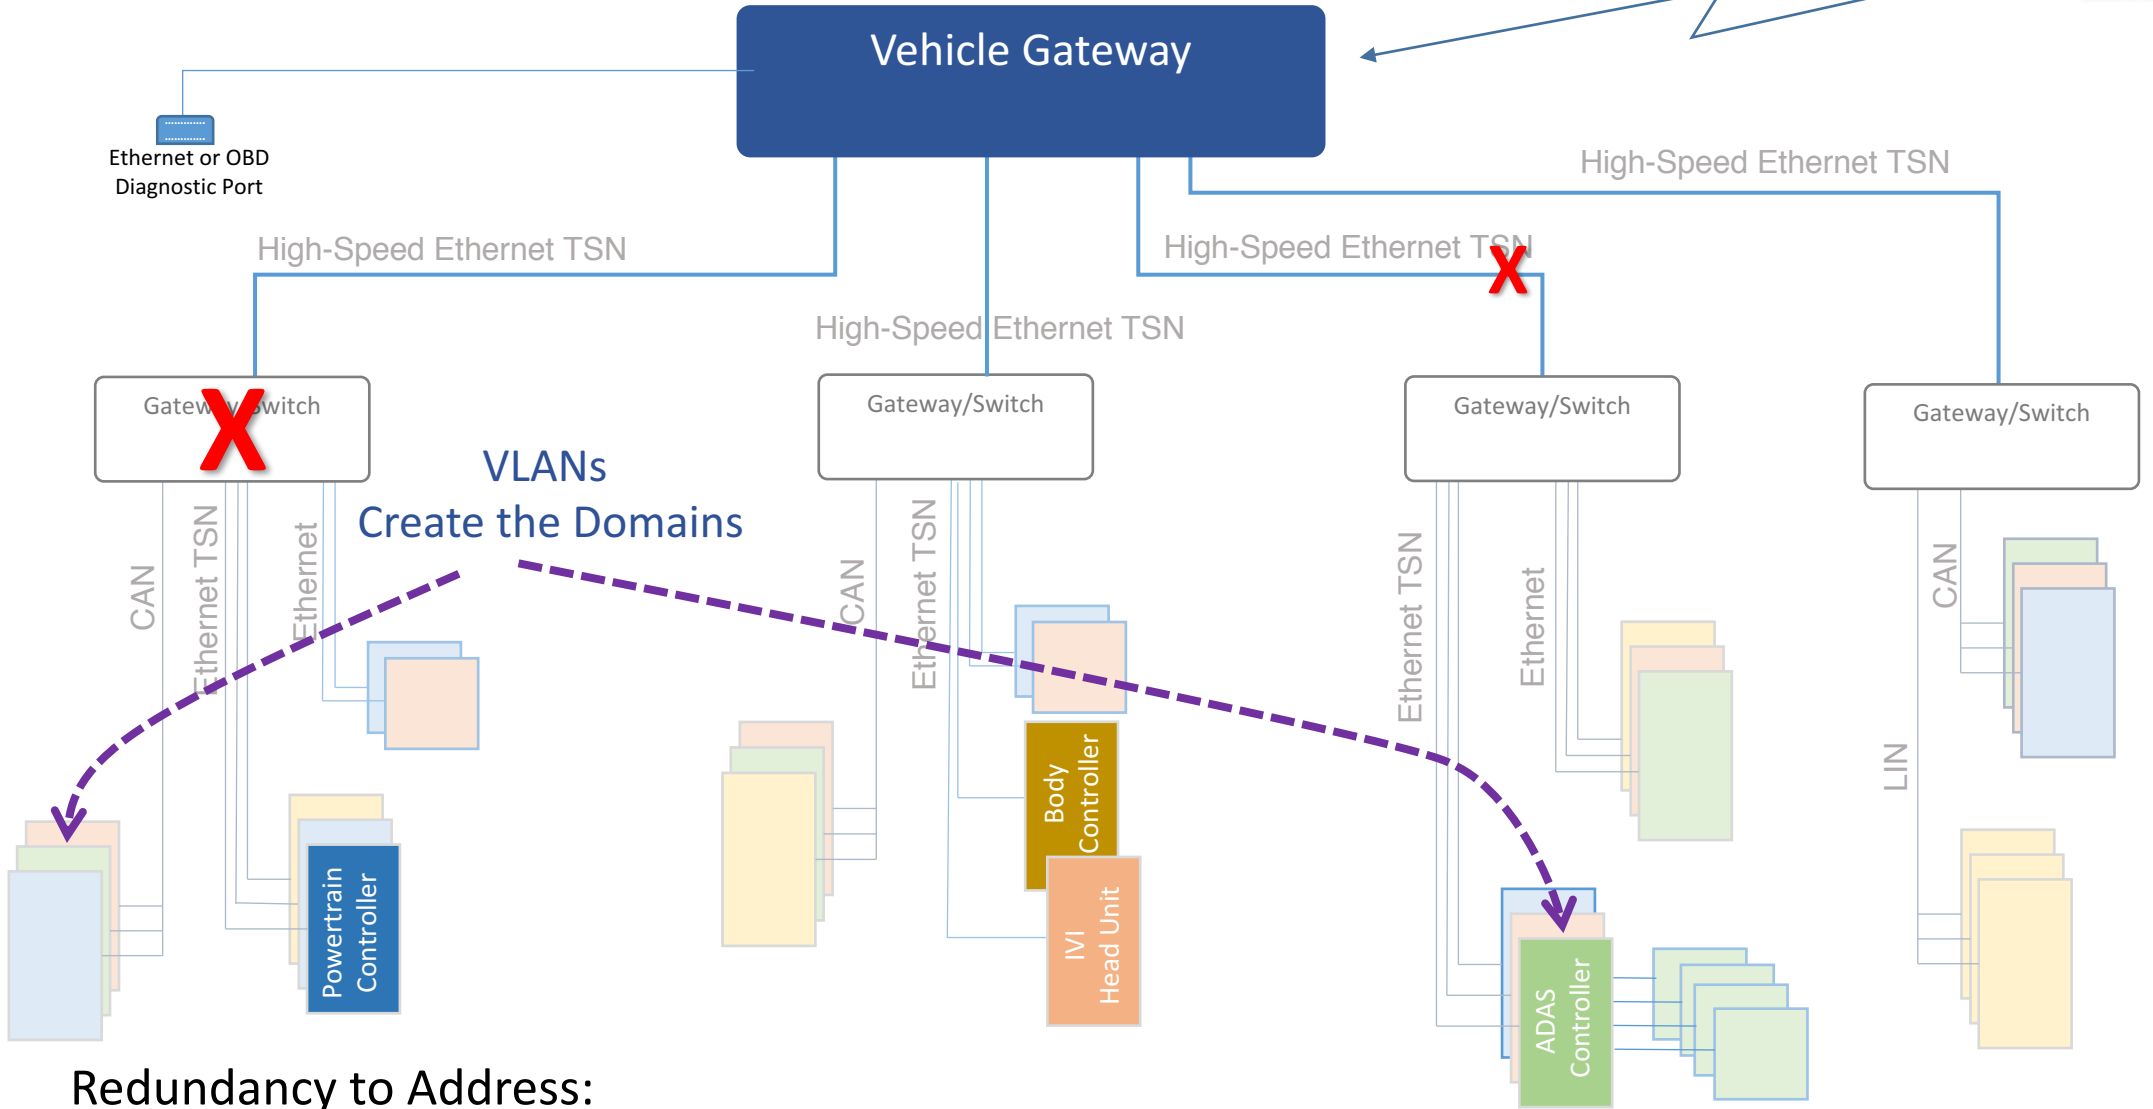 Vehicle Gateway
Ethernet or OBD
Diagnostic Port
High-Speed Ethernet TSN
High-Speed Ethernet TSN
High-Speed Ethernet TSN
High-Speed Ethernet TSN
Gateway/Switch
X
Gateway/Switch
Gateway/Switch
X
Gateway/Switch
VLANs
Create the Domains
CAN
Ethernet TSN
Ethernet
CAN
Ethernet TSN
Ethernet TSN
Ethernet
CAN
LIN
Powertrain
Controller
Body
Controller
IVI
Head Unit
ADAS
Controller
Redundancy to Address: